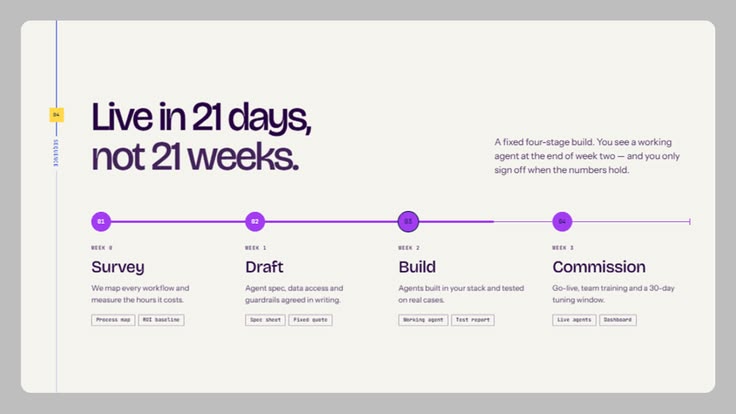 04
SEQUENCE
Live in 21 days,
not 21 weeks.
A fixed four-stage build. You see a working
agent at the end of week two — and you only
sign off when the numbers hold.
01
02
03
04
WEEK 0
WEEK 1
WEEK 2
WEEK 3
Survey
Draft
Build
Commission
We map every workflow and
measure the hours it costs.
Agent spec, data access and
guardrails agreed in writing.
Agents built in your stack and tested
on real cases.
Go-live, team training and a 30-day
tuning window.
Process map
ROI baseline
Spec sheet
Fixed quote
Working agent
Test report
Live agents
Dashboard